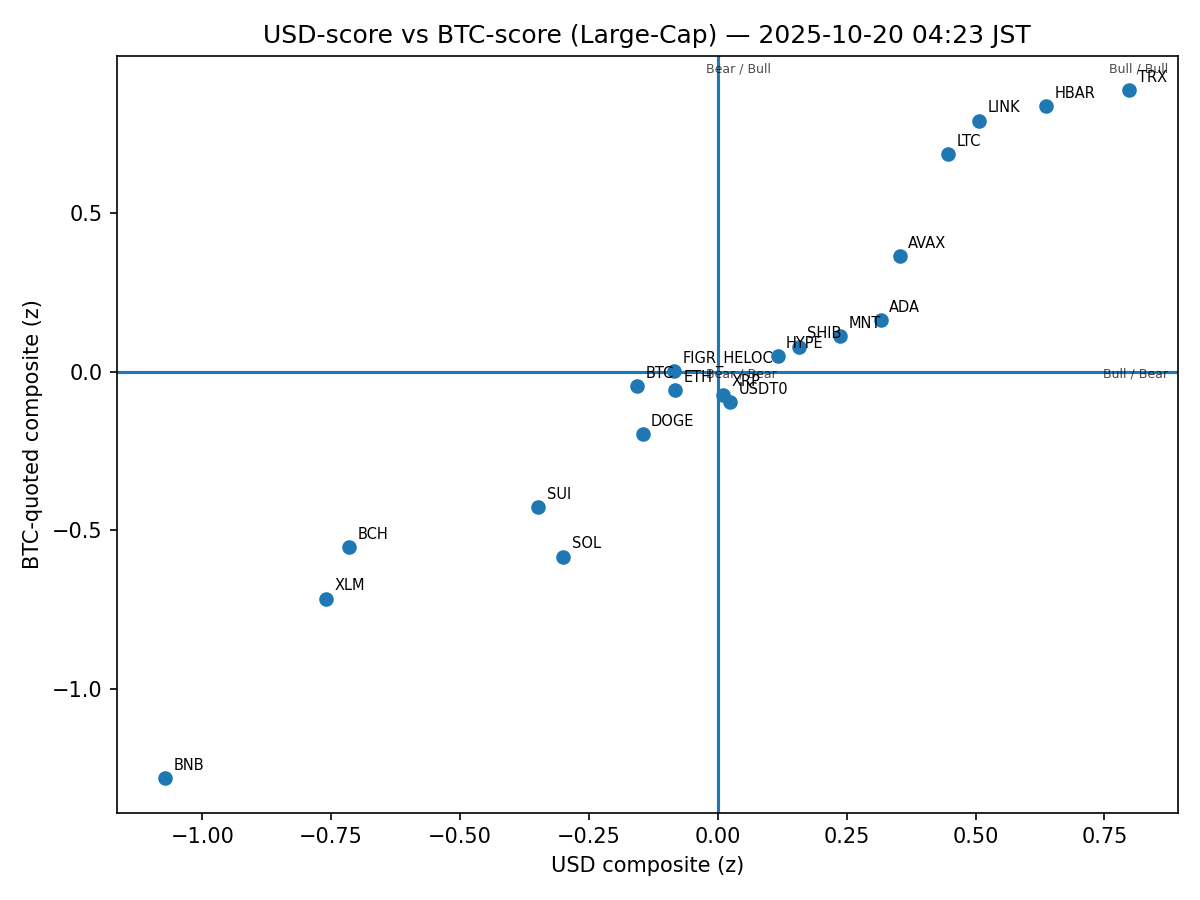 USD-score vs BTC-score (Large-Cap) — 2025-10-20 04:23 JST
Bear / Bull
Bull / Bull
TRX
HBAR
LINK
LTC
AVAX
ADA
MNT
SHIB
HYPE
FIGR_HELOC
BTC
ETH
Bear / Bear
Bull / Bear
XRP
USDT0
DOGE
SUI
BCH
SOL
XLM
BNB
0.5
0.0
−0.5
−1.0
BTC-quoted composite (z)
−1.00
−0.75
−0.50
−0.25
0.00
0.25
0.50
0.75
USD composite (z)